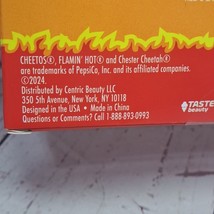 CHEETOS®, FLAMIN' HOT® and Chester Cheetah®
are trademarks of PepsiCo, Inc. and its affiliated companies.
©2024.
Distributed by Centric Beauty LLC
350 5th Avenue, New York, NY 10118
Designed in the USA • Made in China
Questions or Comments? Call 1-888-893-0993
TASTE
beauty